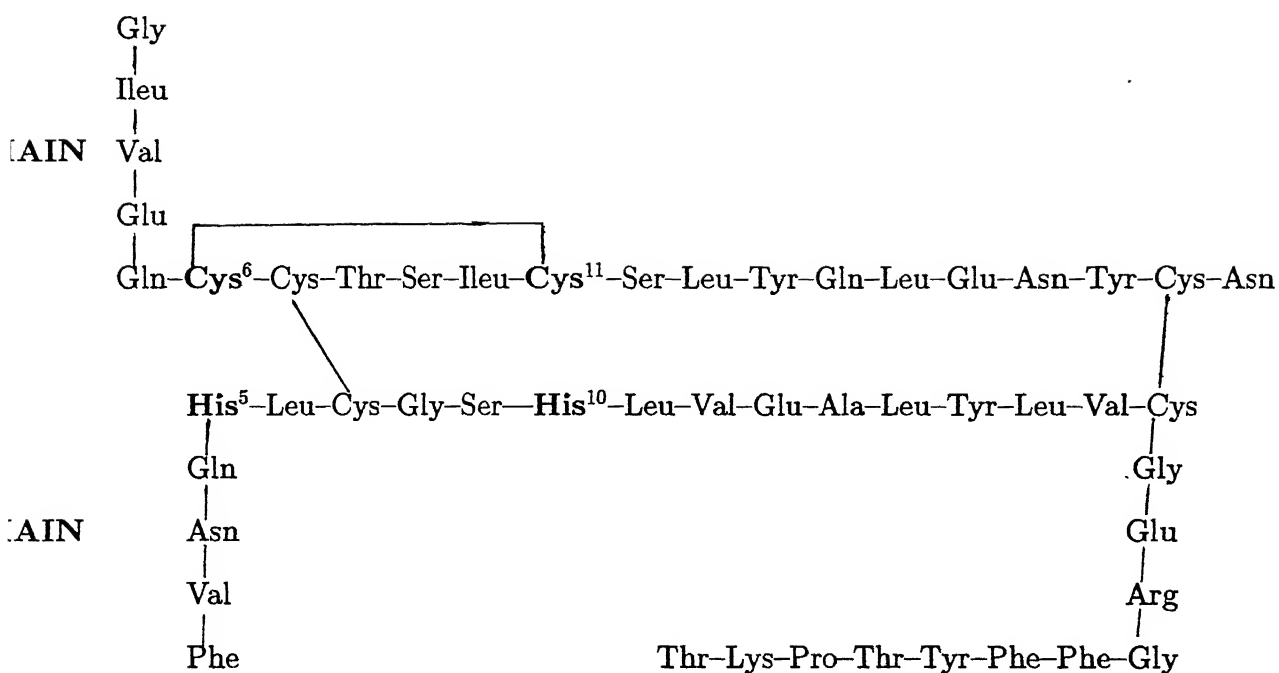 Gly
Ileu
AIN Val
Glu
Gln–Cys⁶–Cys–Thr–Ser–Ileu–Cys¹¹–Ser–Leu–Tyr–Gln–Leu–Glu–Asn–Tyr–Cys–Asn
His⁵–Leu–Cys–Gly–Ser—His¹⁰–Leu–Val–Glu–Ala–Leu–Tyr–Leu–Val–Cys
Gln Gly
AIN Asn Glu
Val Arg
Phe Thr–Lys–Pro–Thr–Tyr–Phe–Phe–Gly